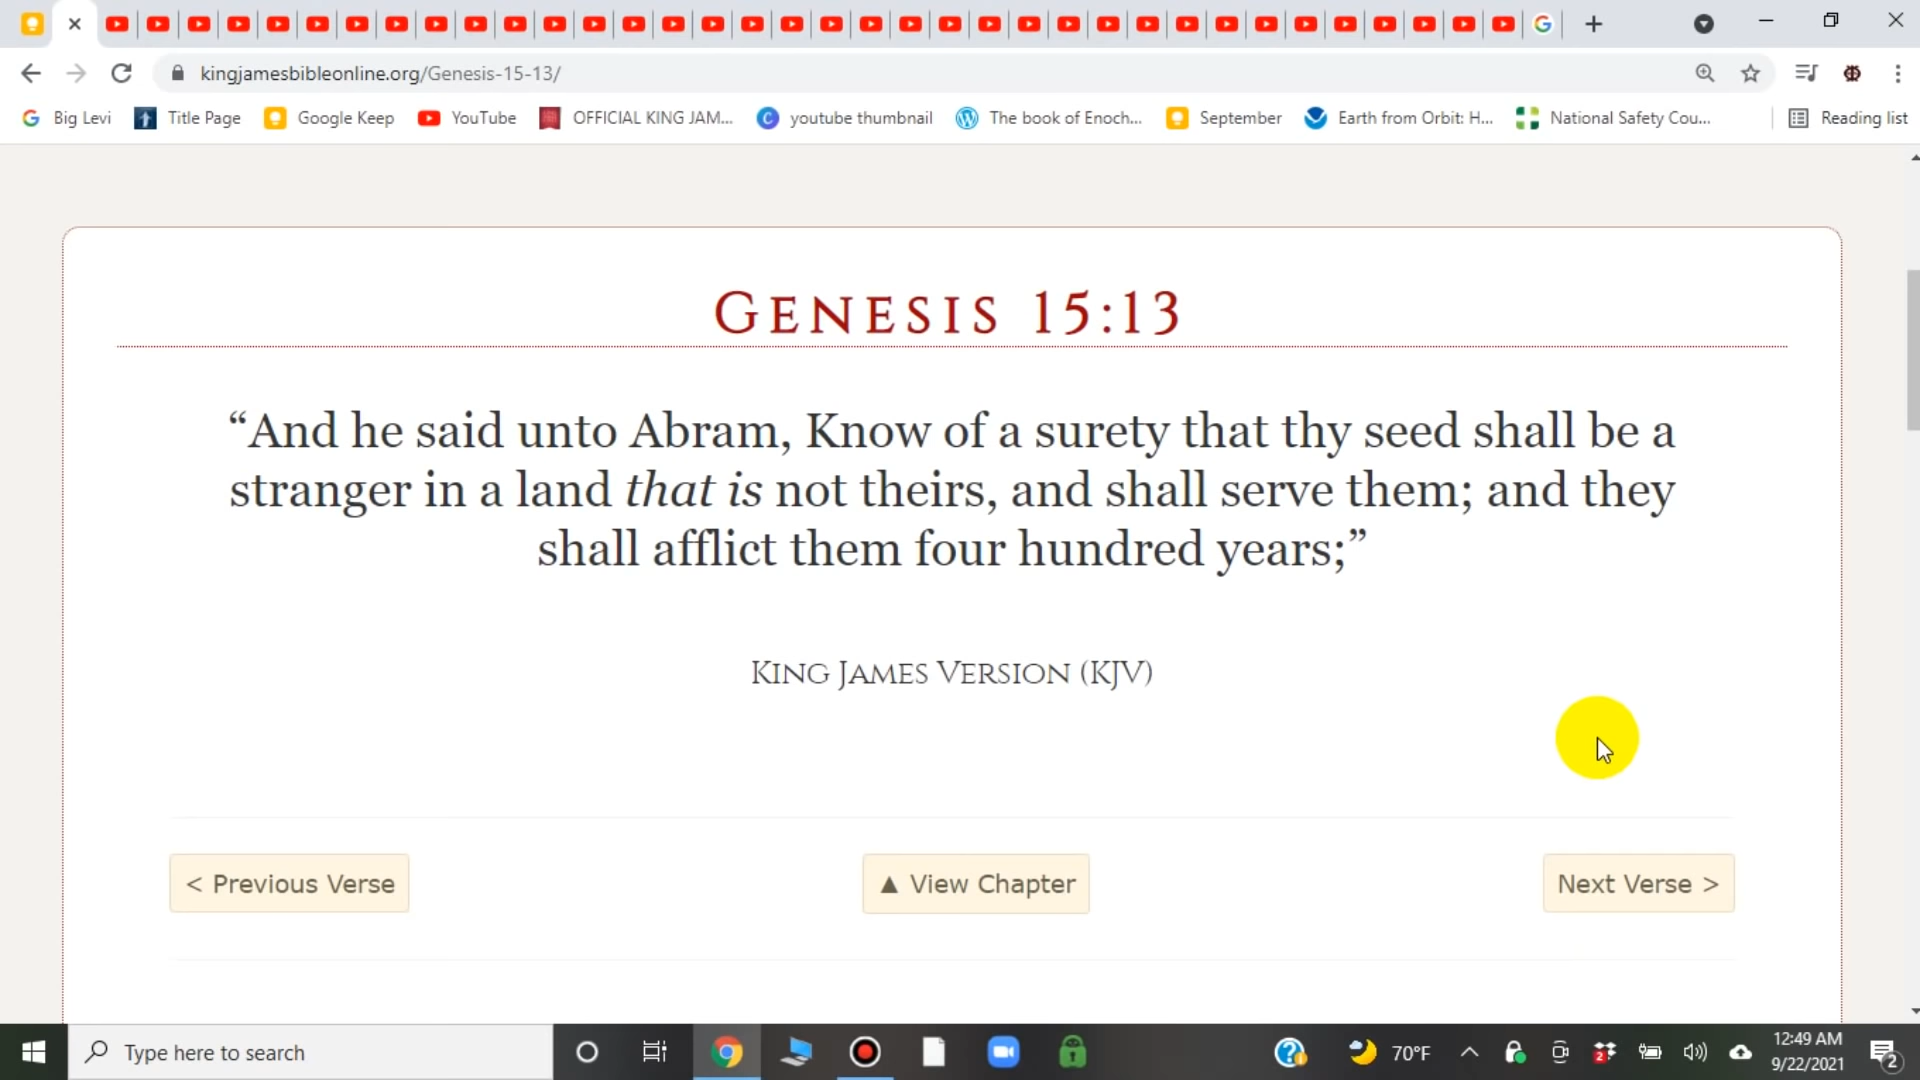 kingjamesbibleonline.org/Genesis-15-13/
Big Levi Title Page Google Keep YouTube OFFICIAL KING JAM... youtube thumbnail The book of Enoch... September Earth from Orbit: H... National Safety Cou... Reading list
GENESIS 15:13
“And he said unto Abram, Know of a surety that thy seed shall be a
stranger in a land that is not theirs, and shall serve them; and they
shall afflict them four hundred years;”
KING JAMES VERSION (KJV)
< Previous Verse ▲ View Chapter Next Verse >
Type here to search 70°F 12:49 AM
9/22/2021 2